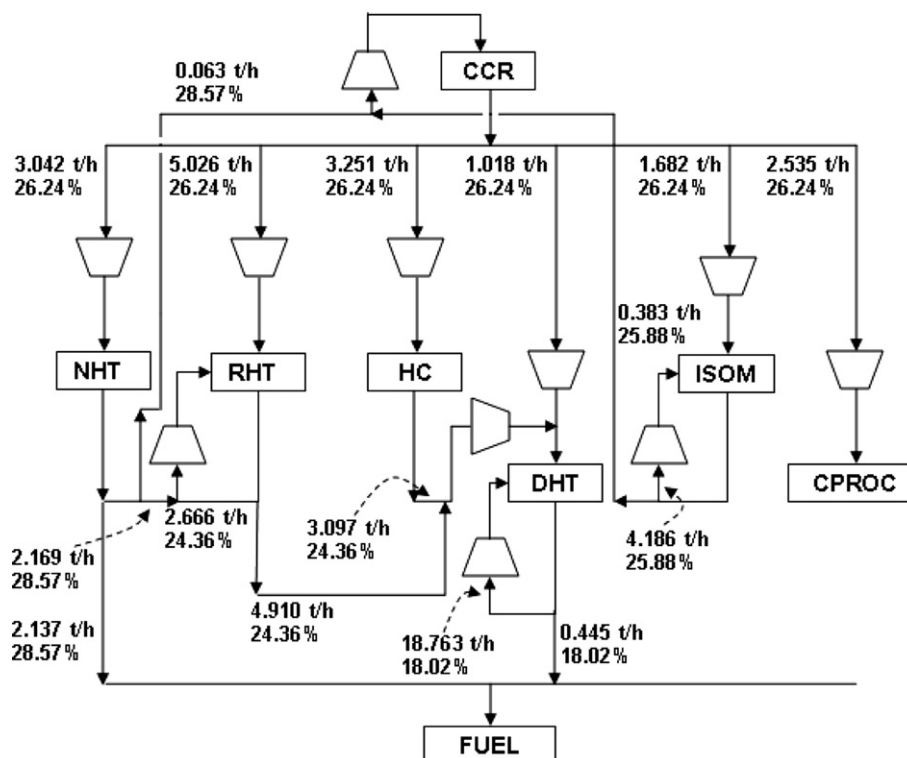 CCR
0.063 t/h
28.57%
3.042 t/h
26.24%
5.026 t/h
26.24%
3.251 t/h
26.24%
1.018 t/h
26.24%
1.682 t/h
26.24%
2.535 t/h
26.24%
0.383 t/h
25.88%
NHT
RHT
HC
ISOM
DHT
CPROC
2.666 t/h
24.36%
3.097 t/h
24.36%
4.186 t/h
25.88%
2.169 t/h
28.57%
4.910 t/h
24.36%
2.137 t/h
28.57%
18.763 t/h
18.02%
0.445 t/h
18.02%
FUEL